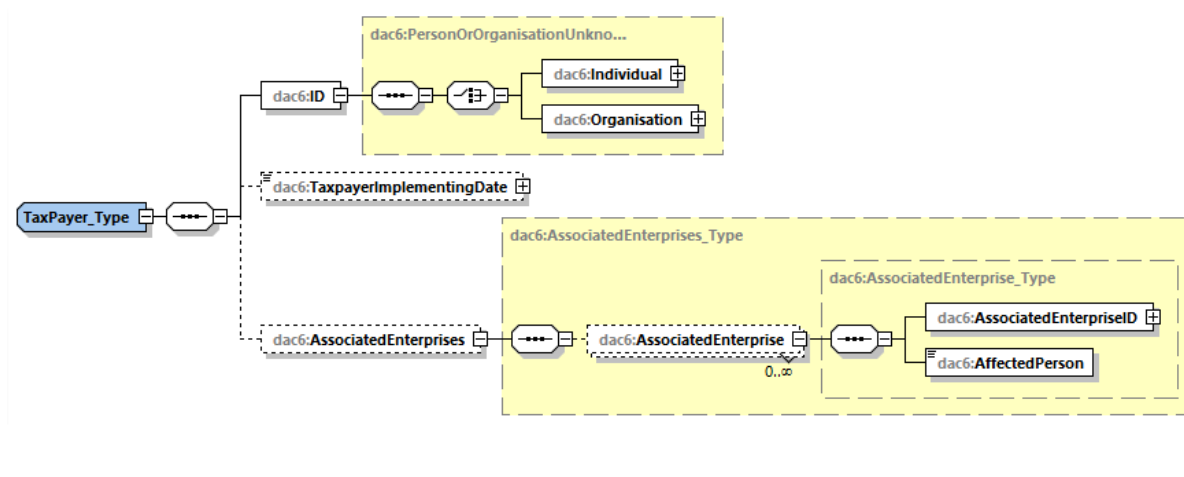 dac6:PersonOrOrganisationUnkno...
dac6:Individual
dac6:ID
dac6:Organisation
dac6:TaxpayerImplementingDate
TaxPayer_Type
dac6:AssociatedEnterprises_Type
dac6:AssociatedEnterprise_Type
dac6:AssociatedEnterpriseID
dac6:AssociatedEnterprises
dac6:AssociatedEnterprise
dac6:AffectedPerson
0..∞